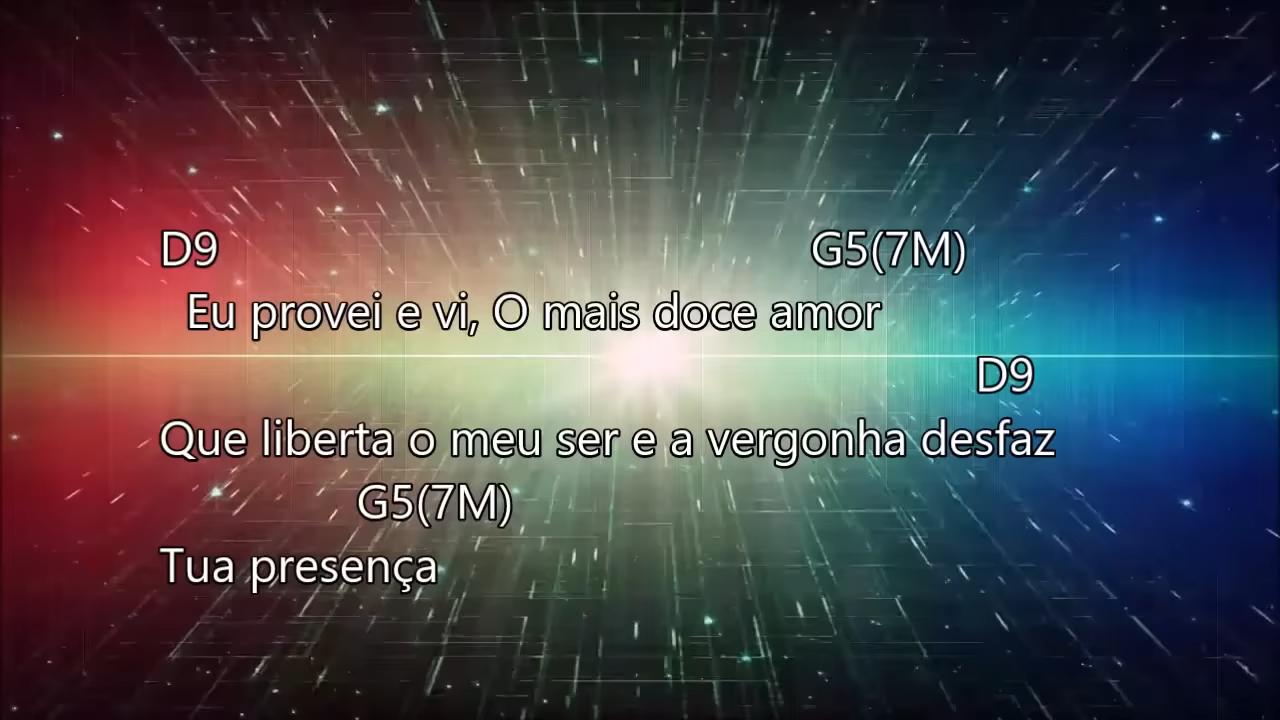 D9 G5(7M)
Eu provei e vi, O mais doce amor
D9
Que liberta o meu ser e a vergonha desfaz
G5(7M)
Tua presença